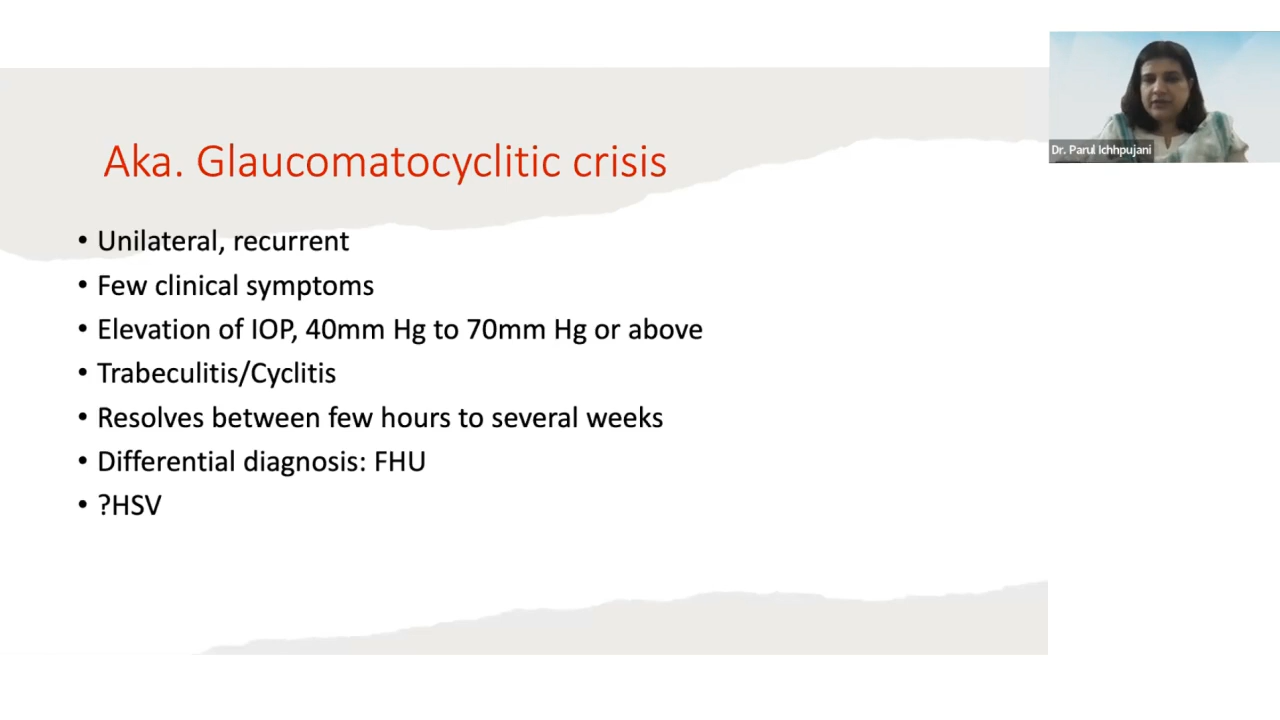 Aka. Glaucomatocyclitic crisis
• Unilateral, recurrent
• Few clinical symptoms
• Elevation of IOP, 40mm Hg to 70mm Hg or above
• Trabeculitis/Cyclitis
• Resolves between few hours to several weeks
• Differential diagnosis: FHU
• ?HSV
Dr. Parul Ichhpujani